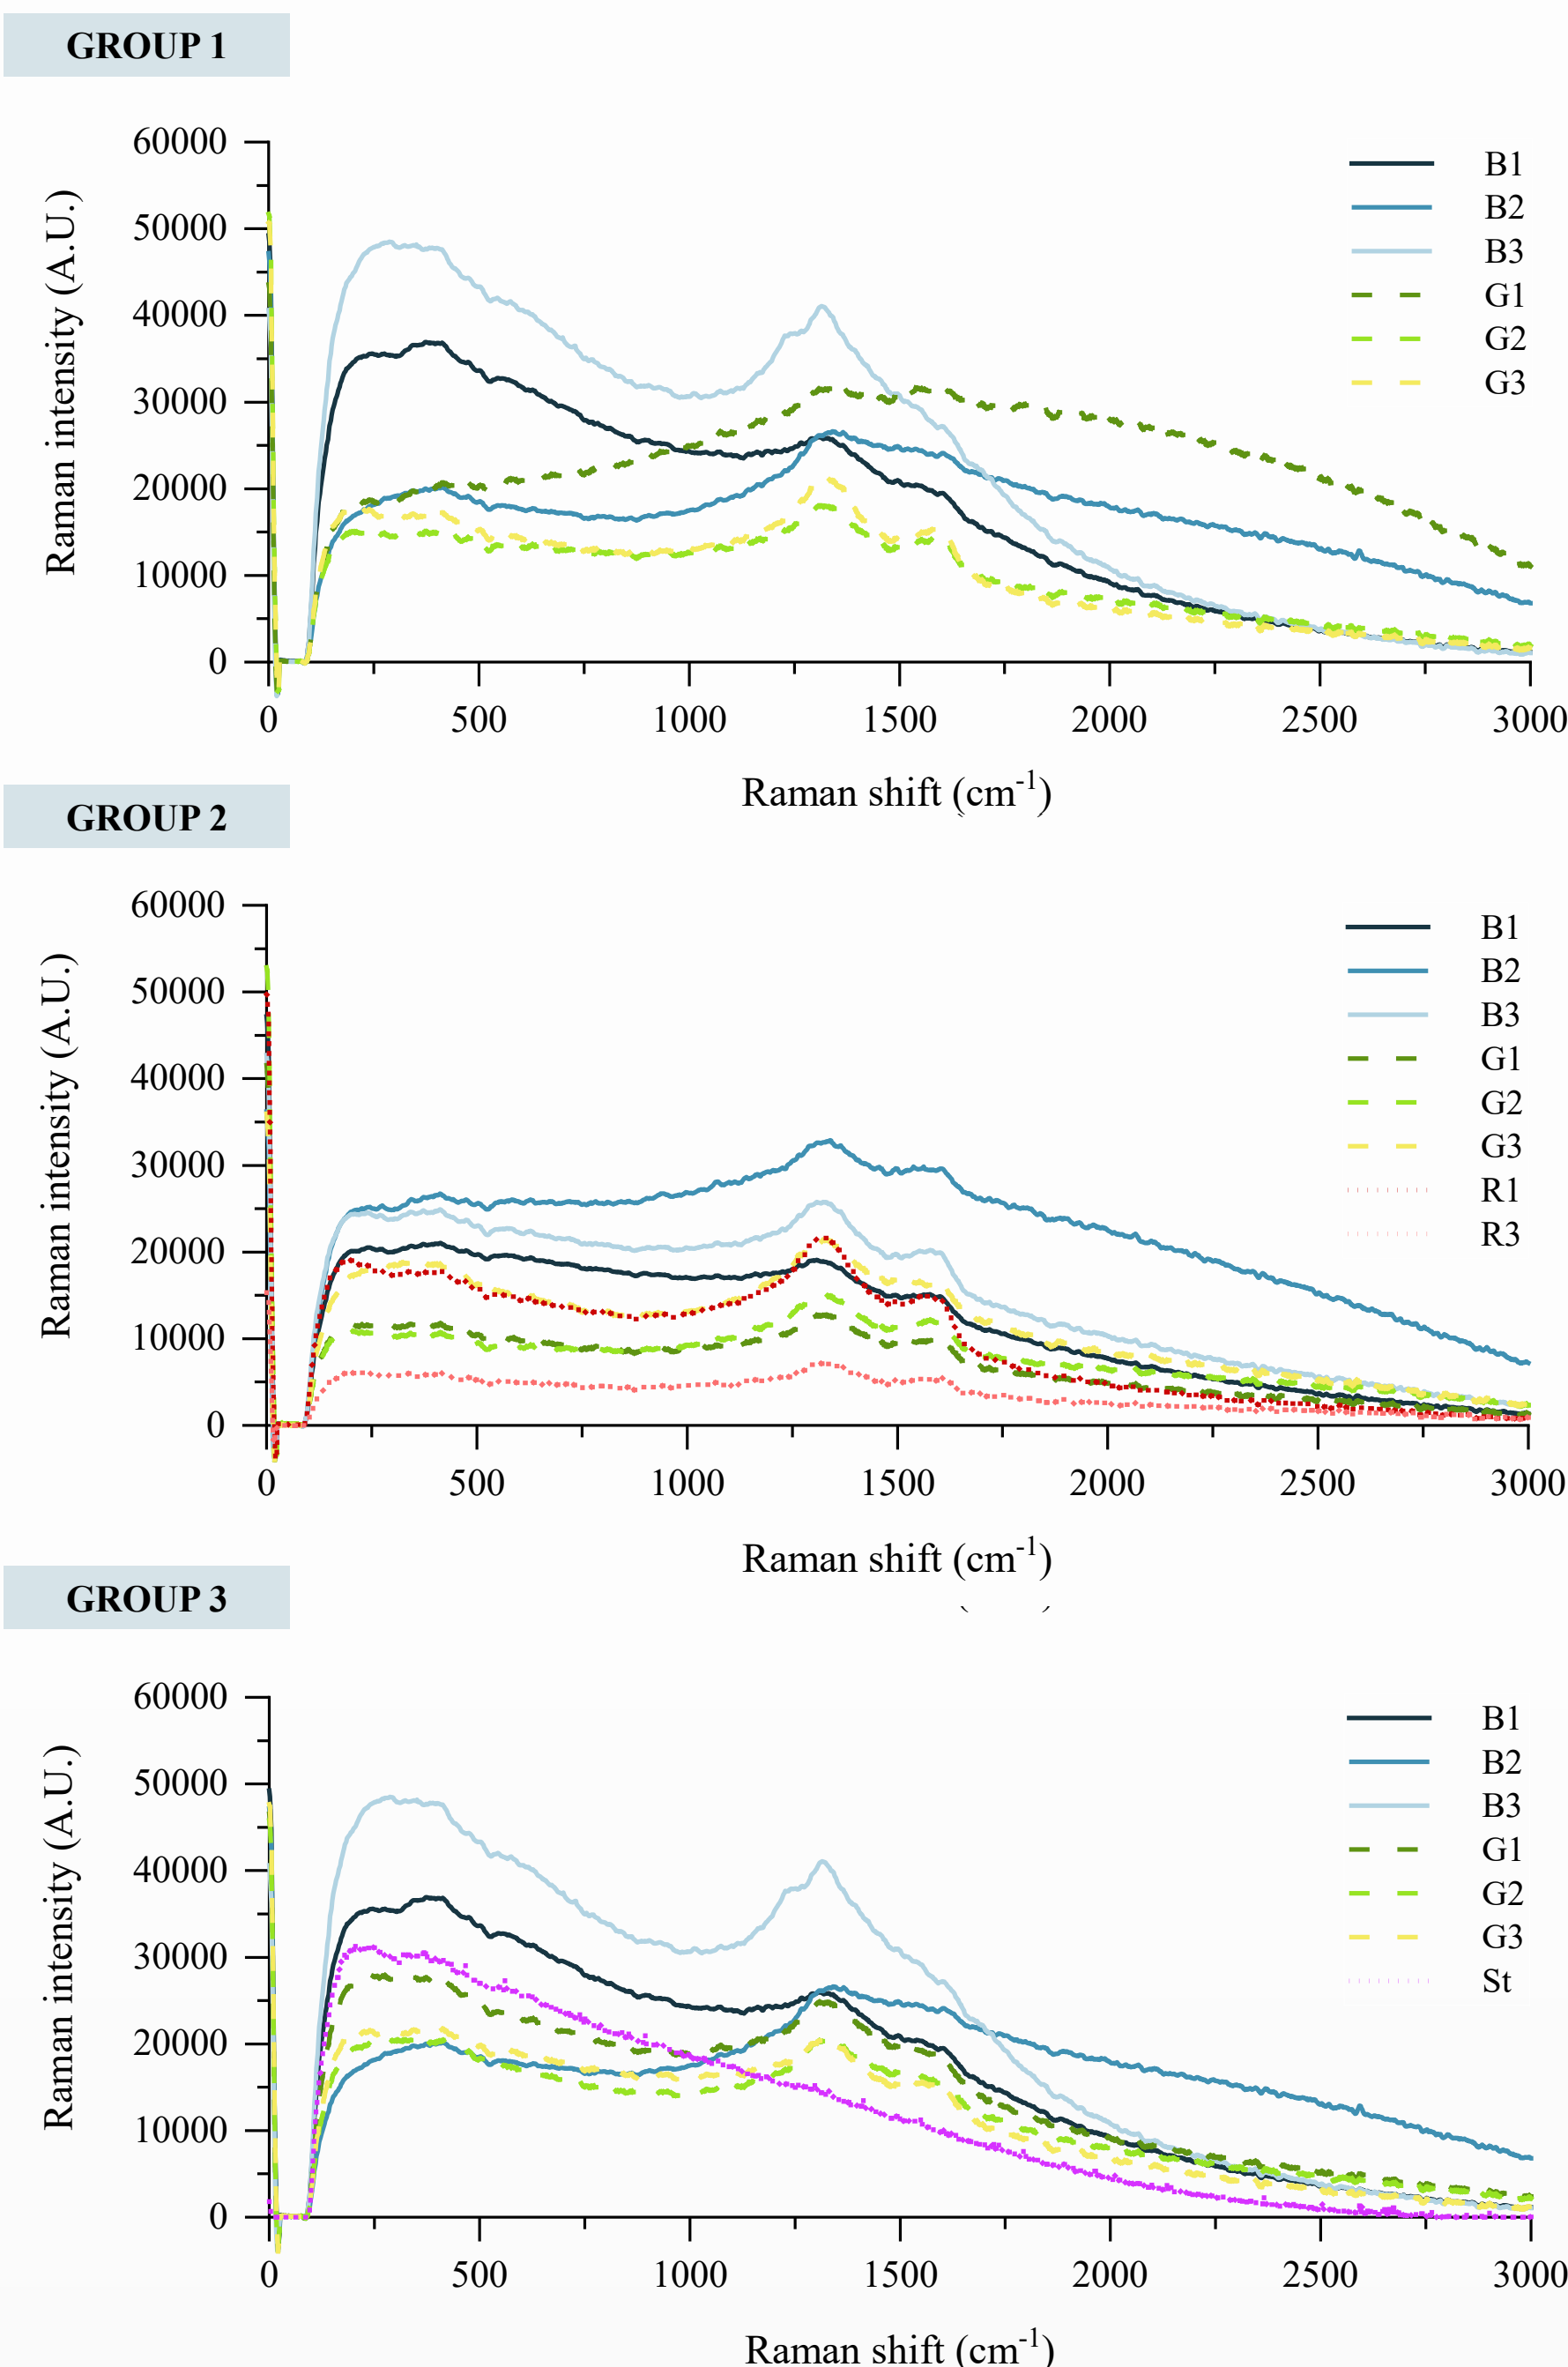 GROUP 1
60000
50000
40000
30000
20000
10000
0
Raman intensity (A.U.)
B1
B2
B3
G1
G2
G3
0 500 1000 1500 2000 2500 3000
Raman shift (cm⁻¹)
GROUP 2
60000
50000
40000
30000
20000
10000
0
Raman intensity (A.U.)
B1
B2
B3
G1
G2
G3
R1
R3
0 500 1000 1500 2000 2500 3000
Raman shift (cm⁻¹)
GROUP 3
60000
50000
40000
30000
20000
10000
0
Raman intensity (A.U.)
B1
B2
B3
G1
G2
G3
St
0 500 1000 1500 2000 2500 3000
Raman shift (cm⁻¹)